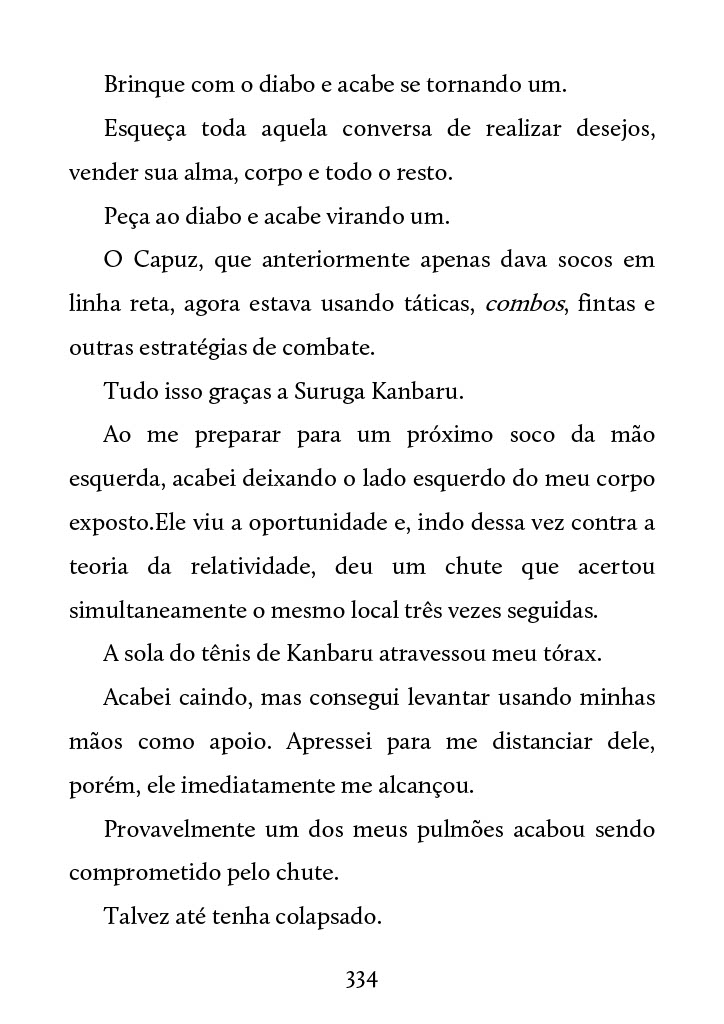 Brinque com o diabo e acabe se tornando um.
Esqueça toda aquela conversa de realizar desejos,
vender sua alma, corpo e todo o resto.
Peça ao diabo e acabe virando um.
O Capuz, que anteriormente apenas dava socos em
linha reta, agora estava usando táticas, combos, fintas e
outras estratégias de combate.
Tudo isso graças a Suruga Kanbaru.
Ao me preparar para um próximo soco da mão
esquerda, acabei deixando o lado esquerdo do meu corpo
exposto.Ele viu a oportunidade e, indo dessa vez contra a
teoria da relatividade, deu um chute que acertou
simultaneamente o mesmo local três vezes seguidas.
A sola do tênis de Kanbaru atravessou meu tórax.
Acabei caindo, mas consegui levantar usando minhas
mãos como apoio. Apressei para me distanciar dele,
porém, ele imediatamente me alcançou.
Provavelmente um dos meus pulmões acabou sendo
comprometido pelo chute.
Talvez até tenha colapsado.
334